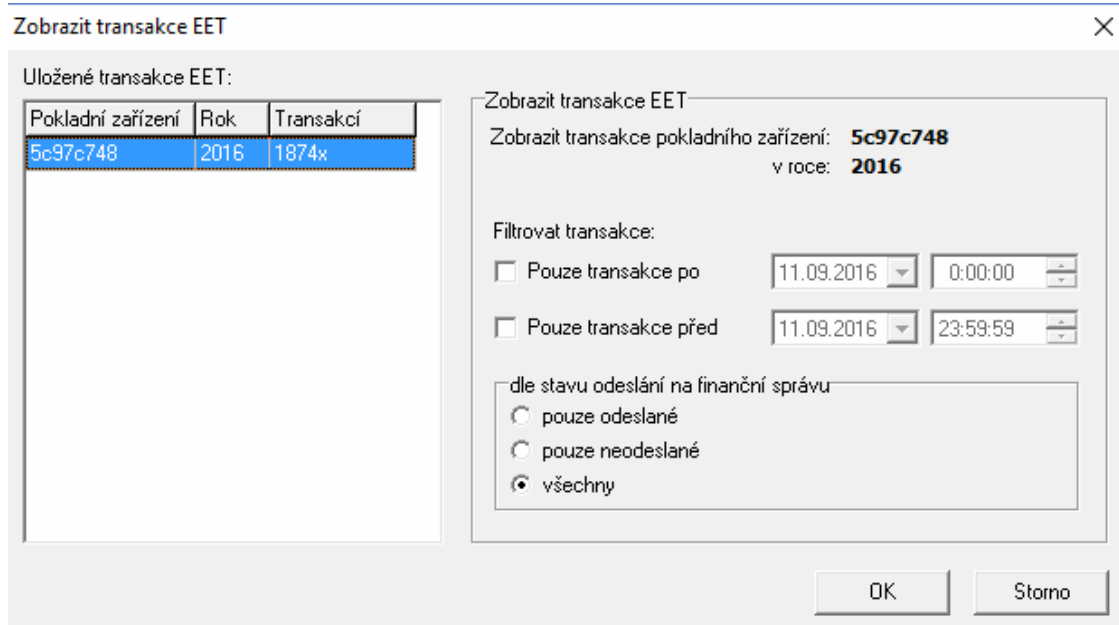 Zobrazit transakce EET
Uložené transakce EET:
Pokladní zařízení Rok Transakcí
5c97c748 2016 1874x
Zobrazit transakce EET
Zobrazit transakce pokladního zařízení: 5c97c748
v roce: 2016
Filtrovat transakce:
Pouze transakce po 11.09.2016 0:00:00
Pouze transakce před 11.09.2016 23:59:59
dle stavu odeslání na finanční správu
pouze odeslané
pouze neodeslané
všechny
OK Storno